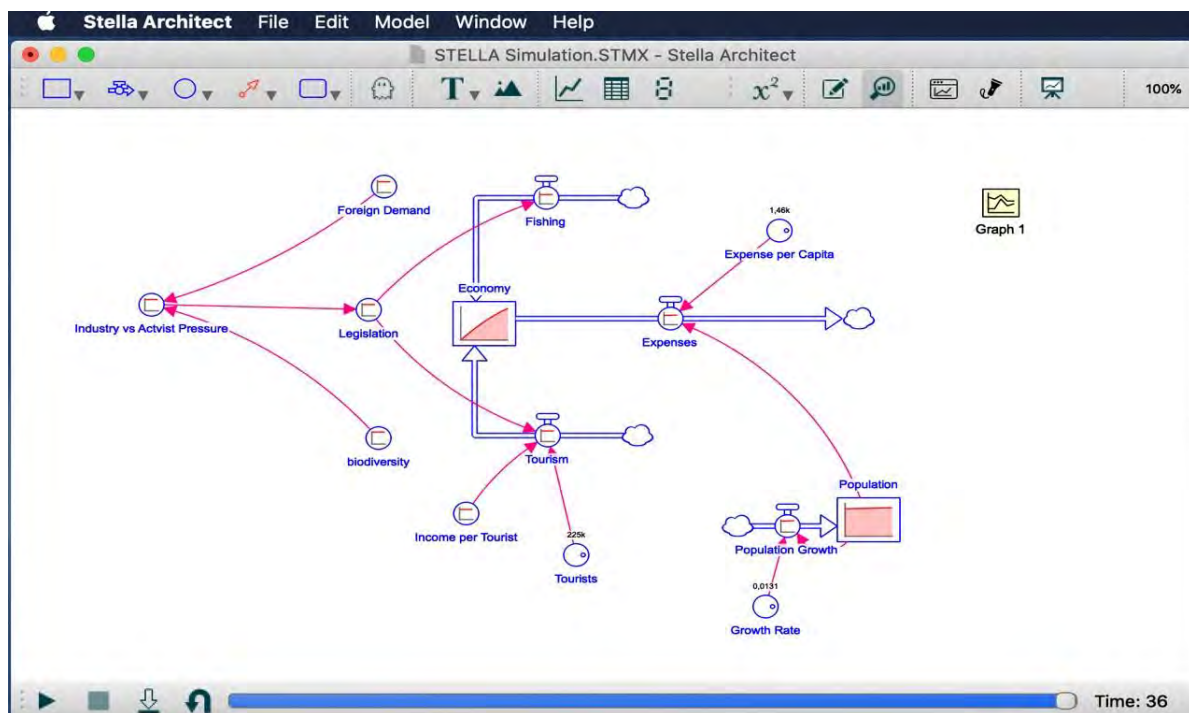 Stella Architect File Edit Model Window Help
STELLA Simulation.STMX - Stella Architect
T x² 100%
Foreign Demand
Fishing
1,46k
Expense per Capita
Graph 1
Economy
Industry vs Actvist Pressure
Legislation
Expenses
biodiversity
Tourism
Population
Income per Tourist
225k
Tourists
Population Growth
0,0131
Growth Rate
Time: 36